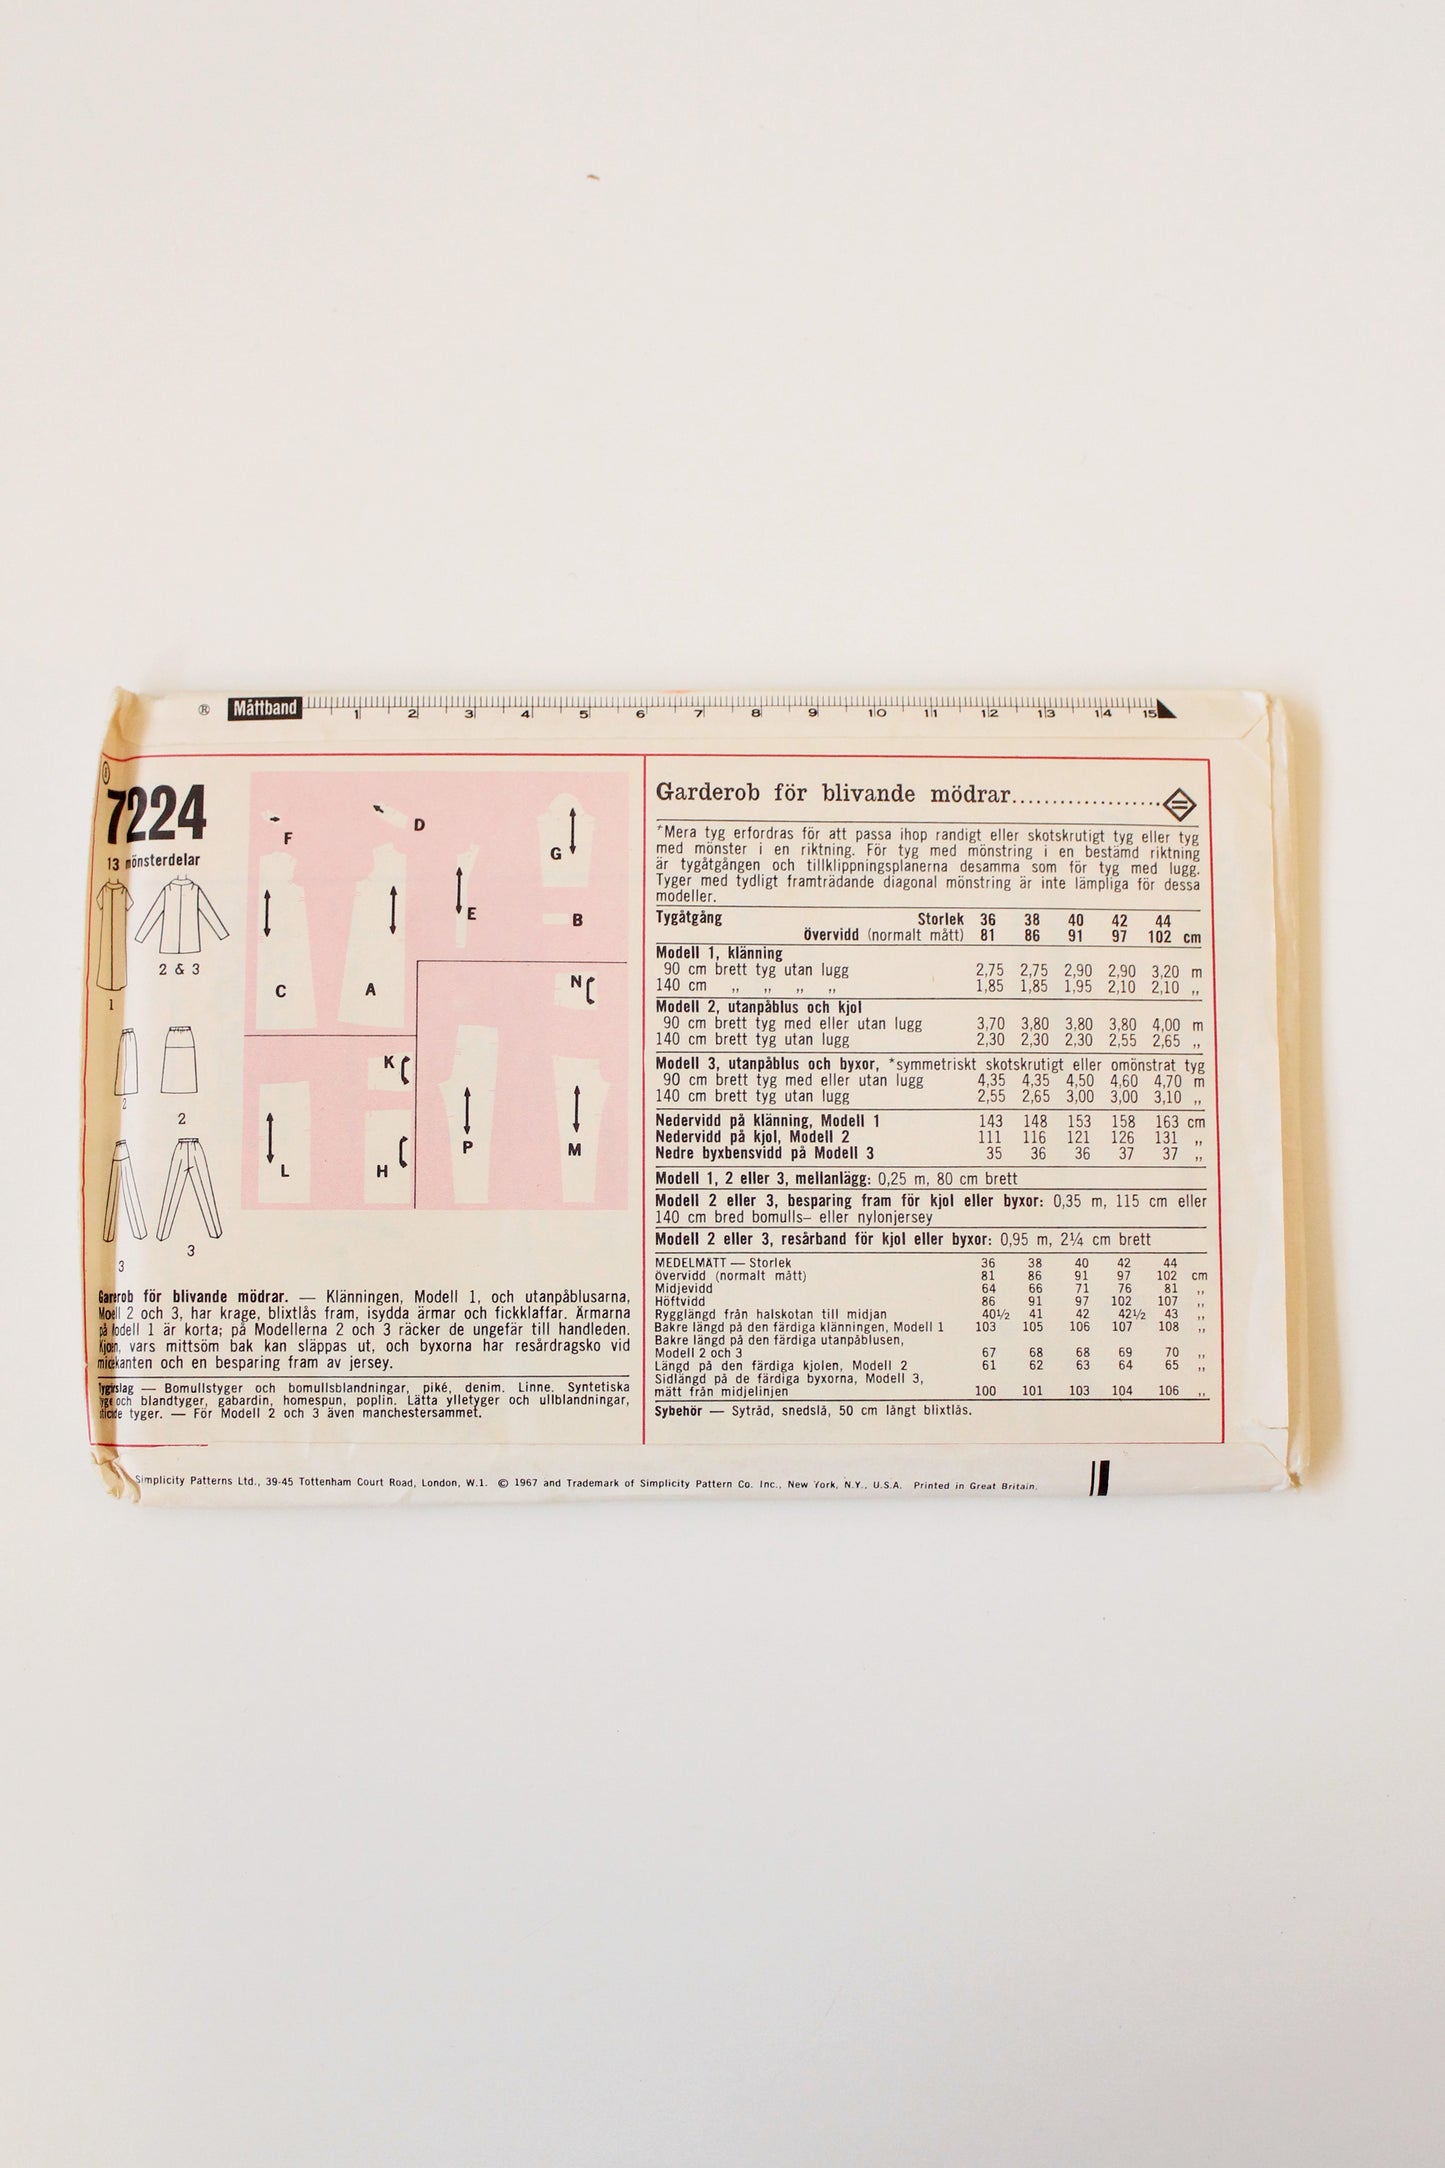 ® Måttband 1 2 3 4 5 6 7 8 9 10 11 12 13 14 15
7224
13 mönsterdelar
1
2 & 3
2
2
3
3
F
D
G
E
B
C
A
N
K
L
H
P
M
Garderob för blivande mödrar. — Klänningen, Modell 1, och utanpåblusarna,
Modell 2 och 3, har krage, blixtlås fram, isydda ärmar och fickklaffar. Ärmarna
på Modell 1 är korta; på Modellerna 2 och 3 räcker de ungefär till handleden.
Kjolen, vars mittsöm bak kan släppas ut, och byxorna har resårdragsko vid
midjekanten och en besparing fram av jersey.
Tygförslag — Bomullstyger och bomullsblandningar, piké, denim. Linne. Syntetiska
tyger och blandtyger, gabardin, homespun, poplin. Lätta ylletyger och ullblandningar,
stickade tyger. — För Modell 2 och 3 även manchestersammet.
Garderob för blivande mödrar....................
*Mera tyg erfordras för att passa ihop randigt eller skotskrutigt tyg eller tyg
med mönster i en riktning. För tyg med mönstring i en bestämd riktning
är tygåtgången och tillklippningsplanerna desamma som för tyg med lugg.
Tyger med tydligt framträdande diagonal mönstring är inte lämpliga för dessa
modeller.
Tygåtgång Storlek 36 38 40 42 44
Övervidd (normalt mått) 81 86 91 97 102 cm
Modell 1, klänning
90 cm brett tyg utan lugg 2,75 2,75 2,90 2,90 3,20 m
140 cm „ „ „ „ 1,85 1,85 1,95 2,10 2,10 „
Modell 2, utanpåblus och kjol
90 cm brett tyg med eller utan lugg 3,70 3,80 3,80 3,80 4,00 m
140 cm brett tyg utan lugg 2,30 2,30 2,30 2,55 2,65 „
Modell 3, utanpåblus och byxor, *symmetriskt skotskrutigt eller omönstrat tyg
90 cm brett tyg med eller utan lugg 4,35 4,35 4,50 4,60 4,70 m
140 cm brett tyg utan lugg 2,55 2,65 3,00 3,00 3,10 „
Nedervidd på klänning, Modell 1 143 148 153 158 163 cm
Nedervidd på kjol, Modell 2 111 116 121 126 131 „
Nedre byxbensvidd på Modell 3 35 36 36 37 37 „
Modell 1, 2 eller 3, mellanlägg: 0,25 m, 80 cm brett
Modell 2 eller 3, besparing fram för kjol eller byxor: 0,35 m, 115 cm eller
140 cm bred bomulls- eller nylonjersey
Modell 2 eller 3, resårband för kjol eller byxor: 0,95 m, 2¼ cm brett
MEDELMÅTT — Storlek 36 38 40 42 44
Övervidd (normalt mått) 81 86 91 97 102 cm
Midjevidd 64 66 71 76 81 „
Höftvidd 86 91 97 102 107 „
Rygglängd från halskotan till midjan 40½ 41 42 42½ 43 „
Bakre längd på den färdiga klänningen, Modell 1 103 105 106 107 108 „
Bakre längd på den färdiga utanpåblusen,
Modell 2 och 3 67 68 68 69 70 „
Längd på den färdiga kjolen, Modell 2 61 62 63 64 65 „
Sidlängd på de färdiga byxorna, Modell 3,
mätt från midjelinjen 100 101 103 104 106 „
Sybehör — Sytråd, snedslå, 50 cm långt blixtlås.
Simplicity Patterns Ltd., 39-45 Tottenham Court Road, London, W.1. © 1967 and Trademark of Simplicity Pattern Co. Inc., New York, N.Y., U.S.A. Printed in Great Britain.